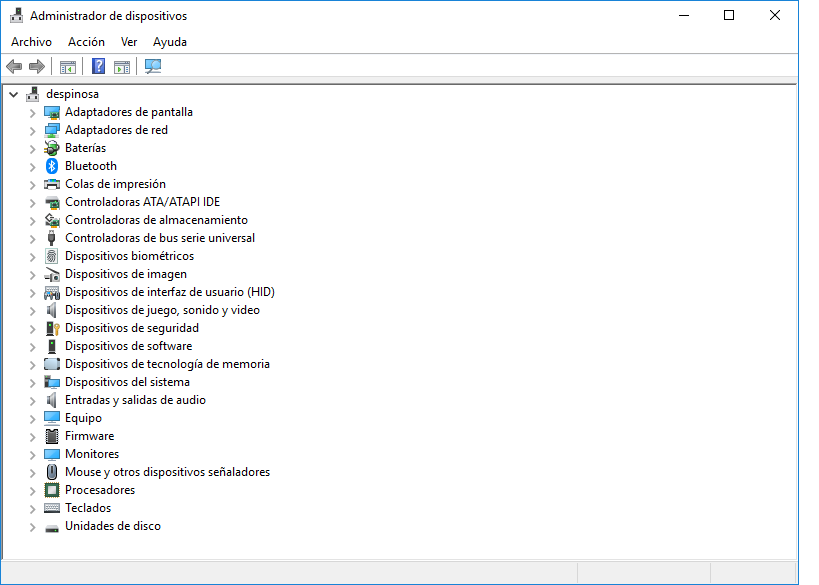 Administrador de dispositivos
Archivo Acción Ver Ayuda
despinosa
Adaptadores de pantalla
Adaptadores de red
Baterías
Bluetooth
Colas de impresión
Controladoras ATA/ATAPI IDE
Controladoras de almacenamiento
Controladoras de bus serie universal
Dispositivos biométricos
Dispositivos de imagen
Dispositivos de interfaz de usuario (HID)
Dispositivos de juego, sonido y video
Dispositivos de seguridad
Dispositivos de software
Dispositivos de tecnología de memoria
Dispositivos del sistema
Entradas y salidas de audio
Equipo
Firmware
Monitores
Mouse y otros dispositivos señaladores
Procesadores
Teclados
Unidades de disco